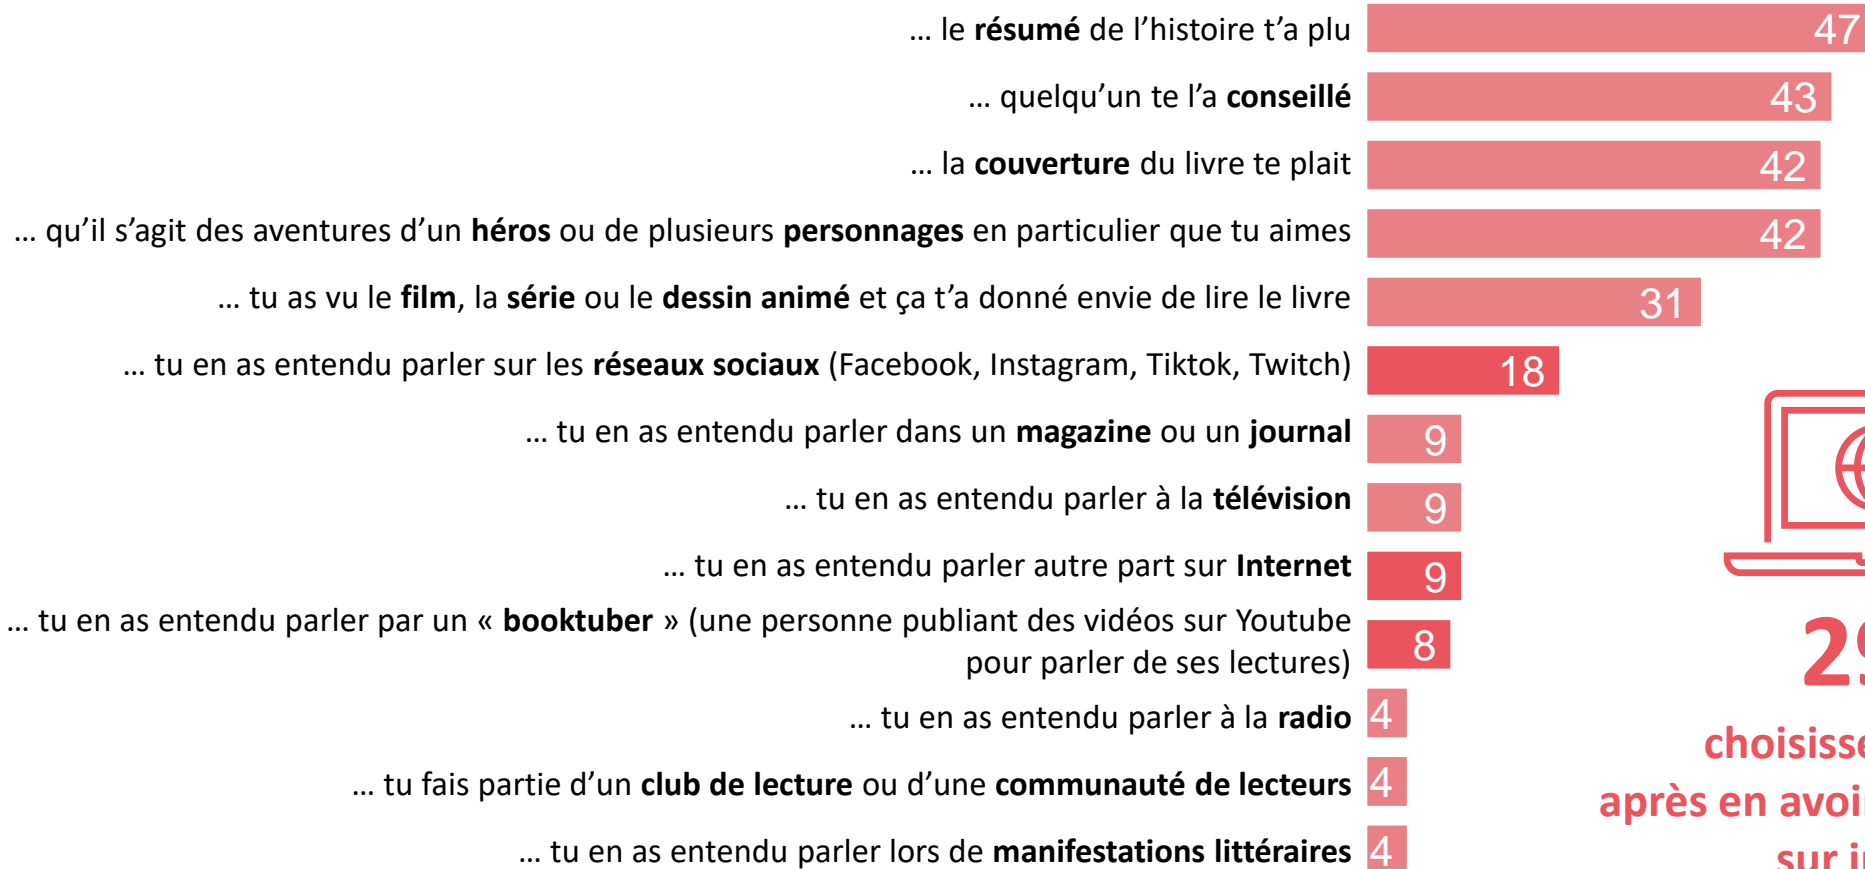 … le résumé de l’histoire t’a plu 47
… quelqu’un te l’a conseillé 43
… la couverture du livre te plait 42
… qu’il s’agit des aventures d’un héros ou de plusieurs personnages en particulier que tu aimes 42
… tu as vu le film, la série ou le dessin animé et ça t’a donné envie de lire le livre 31
… tu en as entendu parler sur les réseaux sociaux (Facebook, Instagram, Tiktok, Twitch) 18
… tu en as entendu parler dans un magazine ou un journal 9
… tu en as entendu parler à la télévision 9
… tu en as entendu parler autre part sur Internet 9
… tu en as entendu parler par un « booktuber » (une personne publiant des vidéos sur Youtube
pour parler de ses lectures) 8
… tu en as entendu parler à la radio 4
… tu fais partie d’un club de lecture ou d’une communauté de lecteurs 4
… tu en as entendu parler lors de manifestations littéraires 4
29
après en avoir
sur